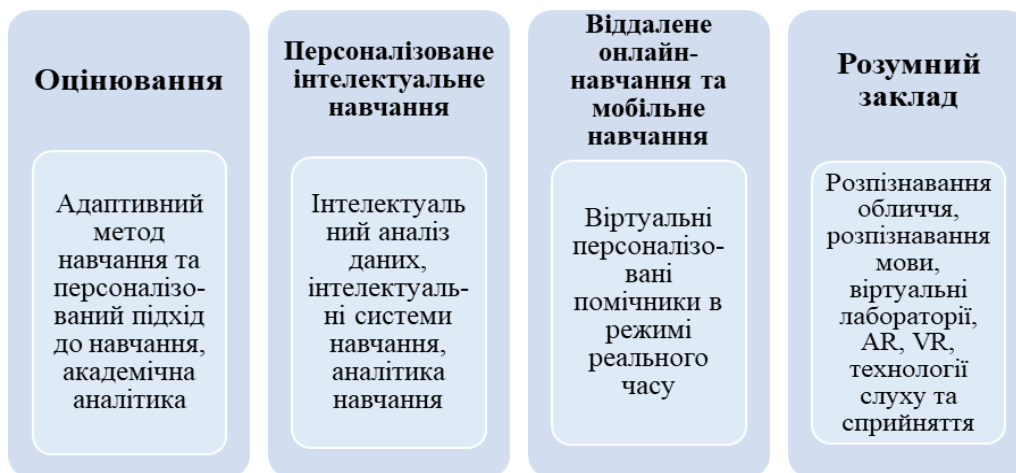 Оцінювання
Адаптивний
метод
навчання та
персоналізо-
ваний підхід
до навчання,
академічна
аналітика
Персоналізоване
інтелектуальне
навчання
Інтелектуаль
ний аналіз
даних,
інтелектуаль-
ні системи
навчання,
аналітика
навчання
Віддалене
онлайн-
навчання та
мобільне
навчання
Віртуальні
персоналізо-
вані
помічники в
режимі
реального
часу
Розумний
заклад
Розпізнавання
обличчя,
розпізнавання
мови,
віртуальні
лабораторії,
AR, VR,
технології
слуху та
сприйняття